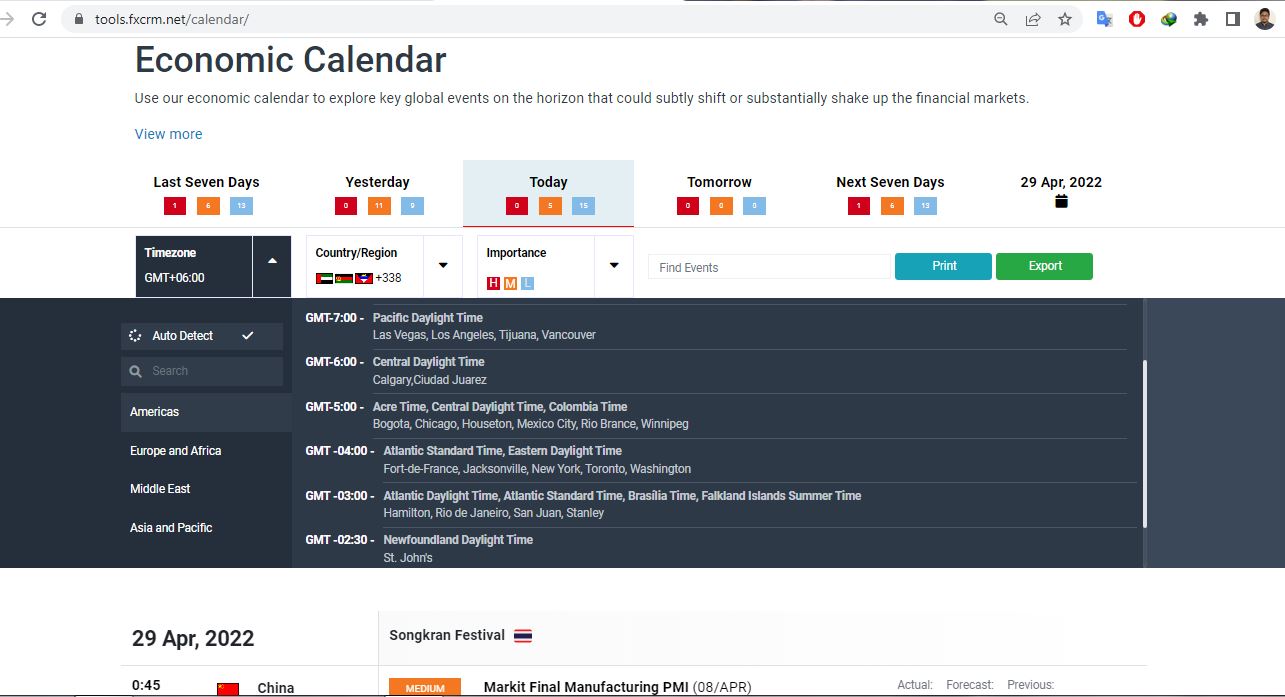 tools.fxcrm.net/calendar/
Economic Calendar
Use our economic calendar to explore key global events on the horizon that could subtly shift or substantially shake up the financial markets.
View more
Last Seven Days Yesterday Today Tomorrow Next Seven Days 29 Apr, 2022
1 6 13 0 11 9 0 5 15 0 0 0 1 6 13
Timezone Country/Region Importance
GMT+06:00 +338 H M L Find Events Print Export
GMT-7:00 - Pacific Daylight Time
Las Vegas, Los Angeles, Tijuana, Vancouver
Auto Detect
GMT-6:00 - Central Daylight Time
Calgary,Ciudad Juarez
Search
GMT-5:00 - Acre Time, Central Daylight Time, Colombia Time
Bogota, Chicago, Houseton, Mexico City, Rio Brance, Winnipeg
Americas
GMT -04:00 - Atlantic Standard Time, Eastern Daylight Time
Fort-de-France, Jacksonville, New York, Toronto, Washington
Europe and Africa
GMT -03:00 - Atlantic Daylight Time, Atlantic Standard Time, Brasília Time, Falkland Islands Summer Time
Hamilton, Rio de Janeiro, San Juan, Stanley
Middle East
GMT -02:30 - Newfoundland Daylight Time
St. John's
Asia and Pacific
29 Apr, 2022 Songkran Festival
0:45 China MEDIUM Markit Final Manufacturing PMI (08/APR) Actual: Forecast: Previous: